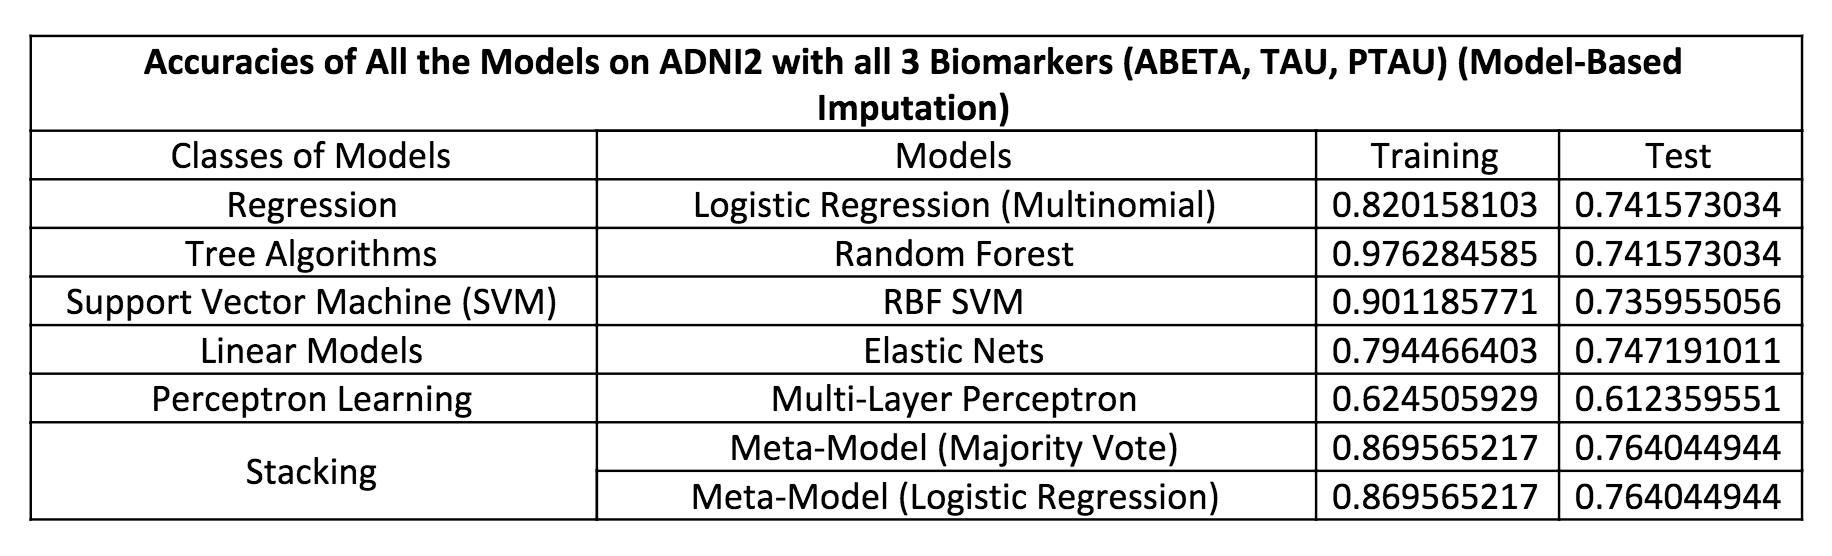 Accuracies of All the Models on ADNI2 with all 3 Biomarkers (ABETA, TAU, PTAU) (Model-Based
Imputation)
Classes of Models Models Training Test
Regression Logistic Regression (Multinomial) 0.820158103 0.741573034
Tree Algorithms Random Forest 0.976284585 0.741573034
Support Vector Machine (SVM) RBF SVM 0.901185771 0.735955056
Linear Models Elastic Nets 0.794466403 0.747191011
Perceptron Learning Multi-Layer Perceptron 0.624505929 0.612359551
Stacking Meta-Model (Majority Vote) 0.869565217 0.764044944
Meta-Model (Logistic Regression) 0.869565217 0.764044944